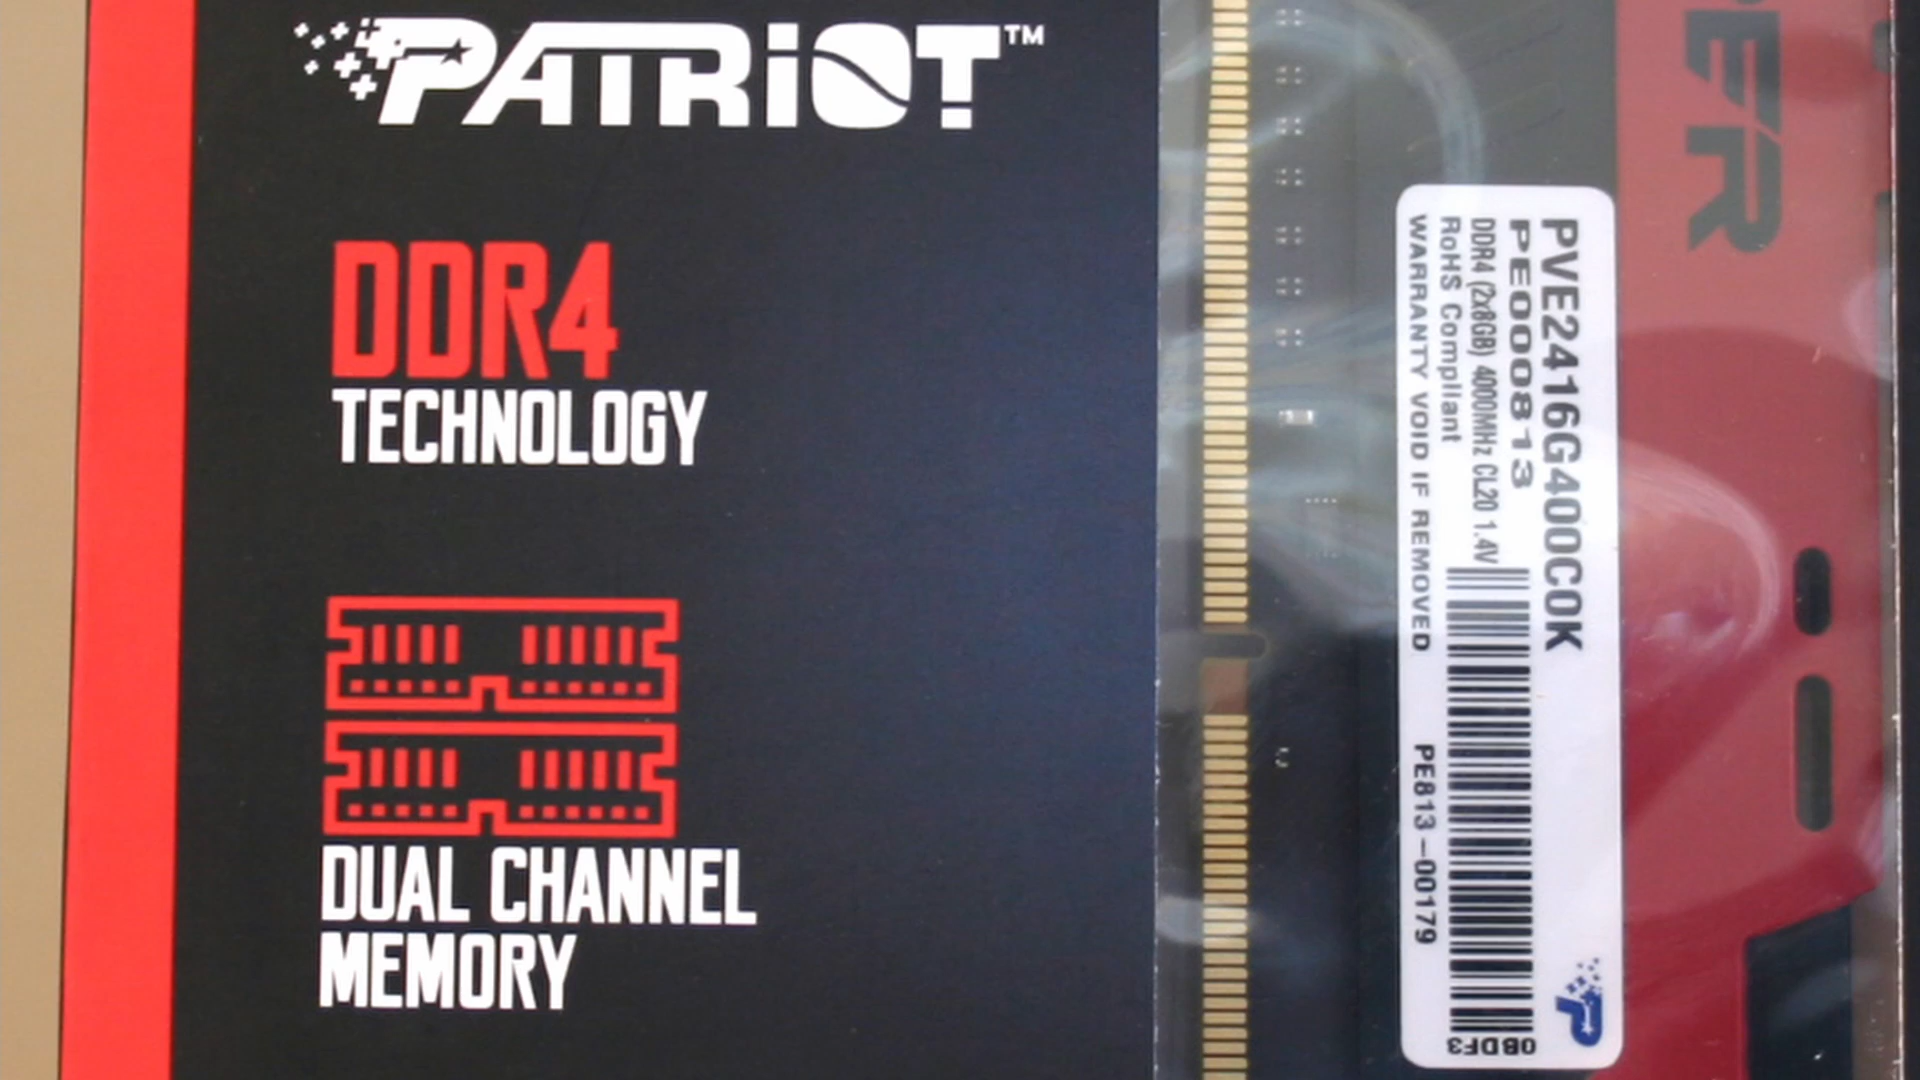 PATRiOT™
DDR4
TECHNOLOGY
DUAL CHANNEL
MEMORY
PVE2416G400C0K
PE000813
DDR4 (2x8GB) 4000MHz CL20 1.4V
RoHS Compliant
WARRANTY VOID IF REMOVED
PE813-00179
0BDF3